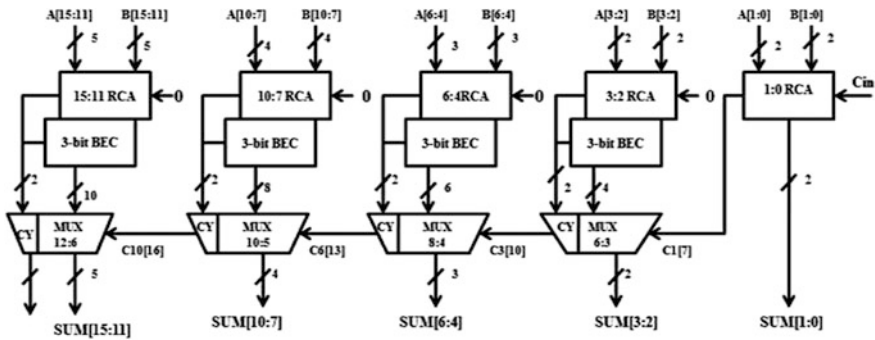 A[15:11] B[15:11] A[10:7] B[10:7] A[6:4] B[6:4] A[3:2] B[3:2] A[1:0] B[1:0]
5 5 4 4 3 3 2 2 2 2
15:11 RCA 0 10:7 RCA 0 6:4RCA 0 3:2 RCA 0 1:0 RCA Cin
3-bit BEC 3-bit BEC 3-bit BEC 3-bit BEC
2 10 2 8 2 6 2 4 2
CY MUX 12:6 CY MUX 10:5 CY MUX 8:4 CY MUX 6:3
C10[16] C6[13] C3[10] C1[7]
5 4 3 2
SUM[15:11] SUM[10:7] SUM[6:4] SUM[3:2] SUM[1:0]